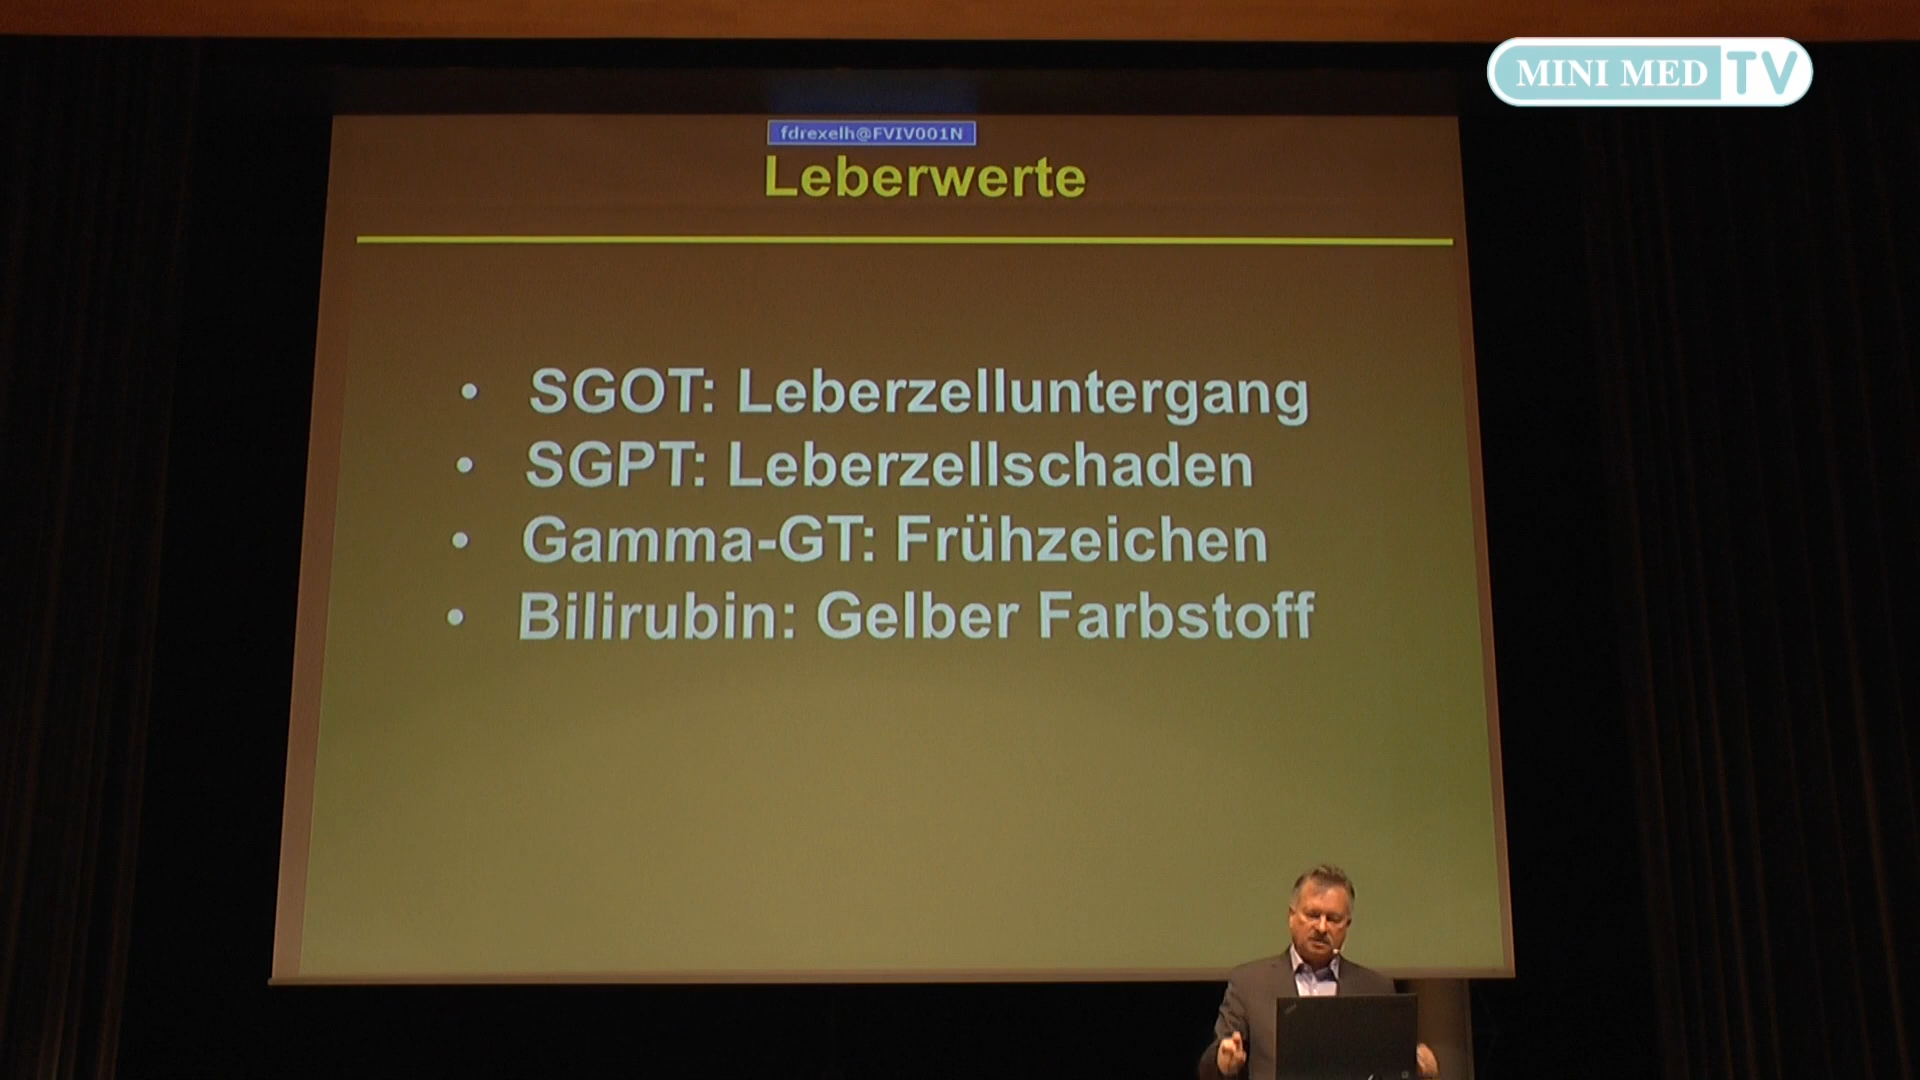 MINI MED TV
fdrexelh@FVIV001N
Leberwerte
• SGOT: Leberzelluntergang
• SGPT: Leberzellschaden
• Gamma-GT: Frühzeichen
• Bilirubin: Gelber Farbstoff